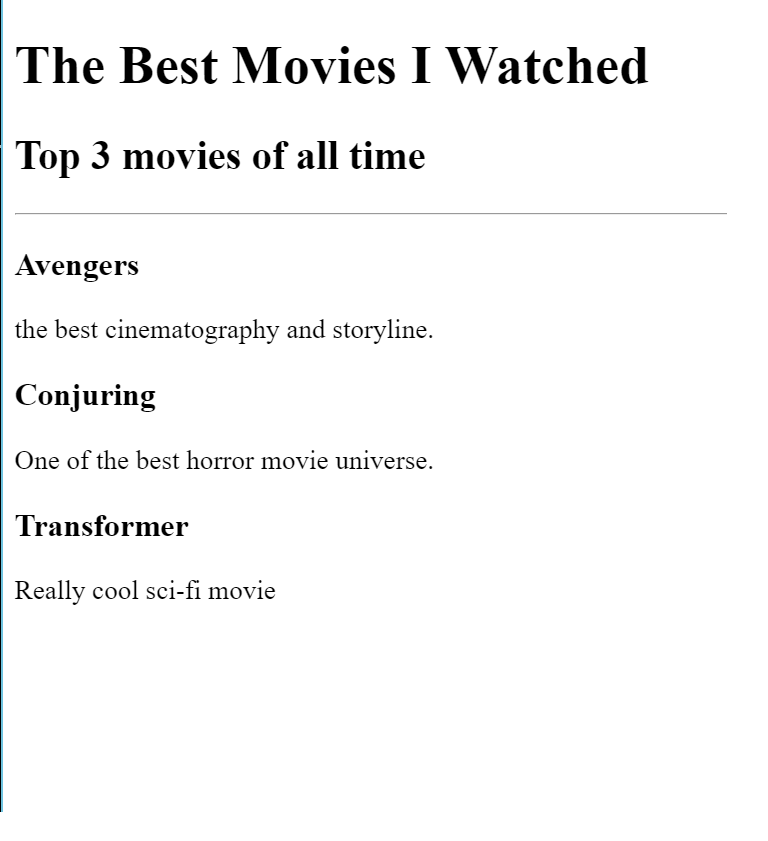 The Best Movies I Watched
Top 3 movies of all time
Avengers
the best cinematography and storyline.
Conjuring
One of the best horror movie universe.
Transformer
Really cool sci-fi movie